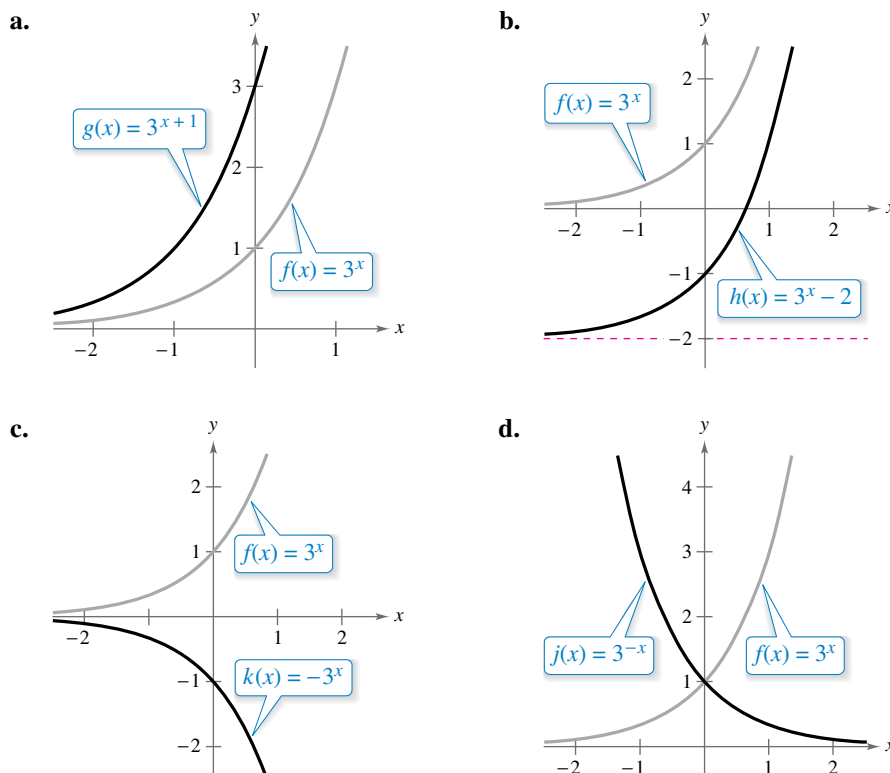 a.
y
3
g(x) = 3^{x + 1}
2
1
f(x) = 3^x
x
−2
−1
1
b.
y
2
f(x) = 3^x
1
x
−2
−1
1
2
−1
h(x) = 3^x − 2
−2
c.
y
2
f(x) = 3^x
1
x
−2
1
2
−1
k(x) = −3^x
−2
d.
y
4
3
2
j(x) = 3^{−x}
f(x) = 3^x
1
x
−2
−1
1
2